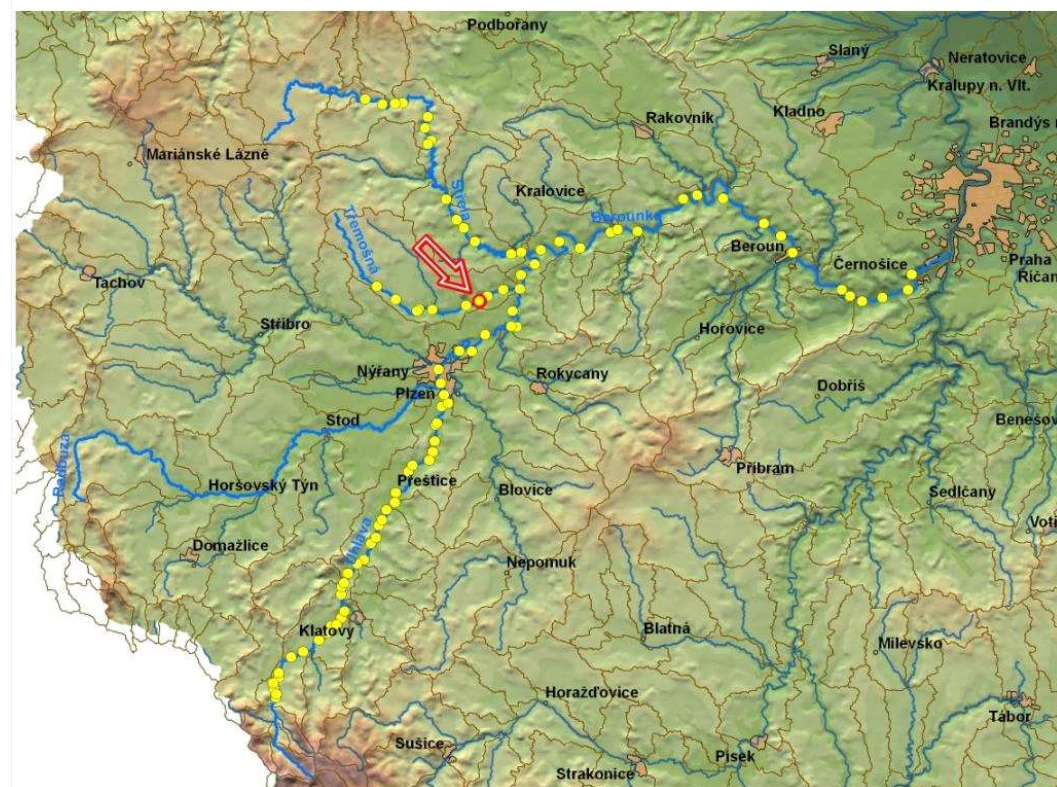 Podbořany
Slaný
Neratovice
Kralupy n. Vlt.
Kladno
Rakovník
Brandýs n
Mariánské Lázně
Kralovice
Střela
Třemošná
Berounka
Beroun
Černošice
Praha
Říčan
Tachov
Stříbro
Hořovice
Nýřany
Rokycany
Dobříš
Plzeň
Benešov
Stod
Radbuza
Příbram
Přeštice
Horšovský Týn
Blovice
Sedlčany
Voti
Úhlava
Domažlice
Nepomuk
Klatovy
Blatná
Milevsko
Horažďovice
Tábor
Sušice
Písek
Strakonice